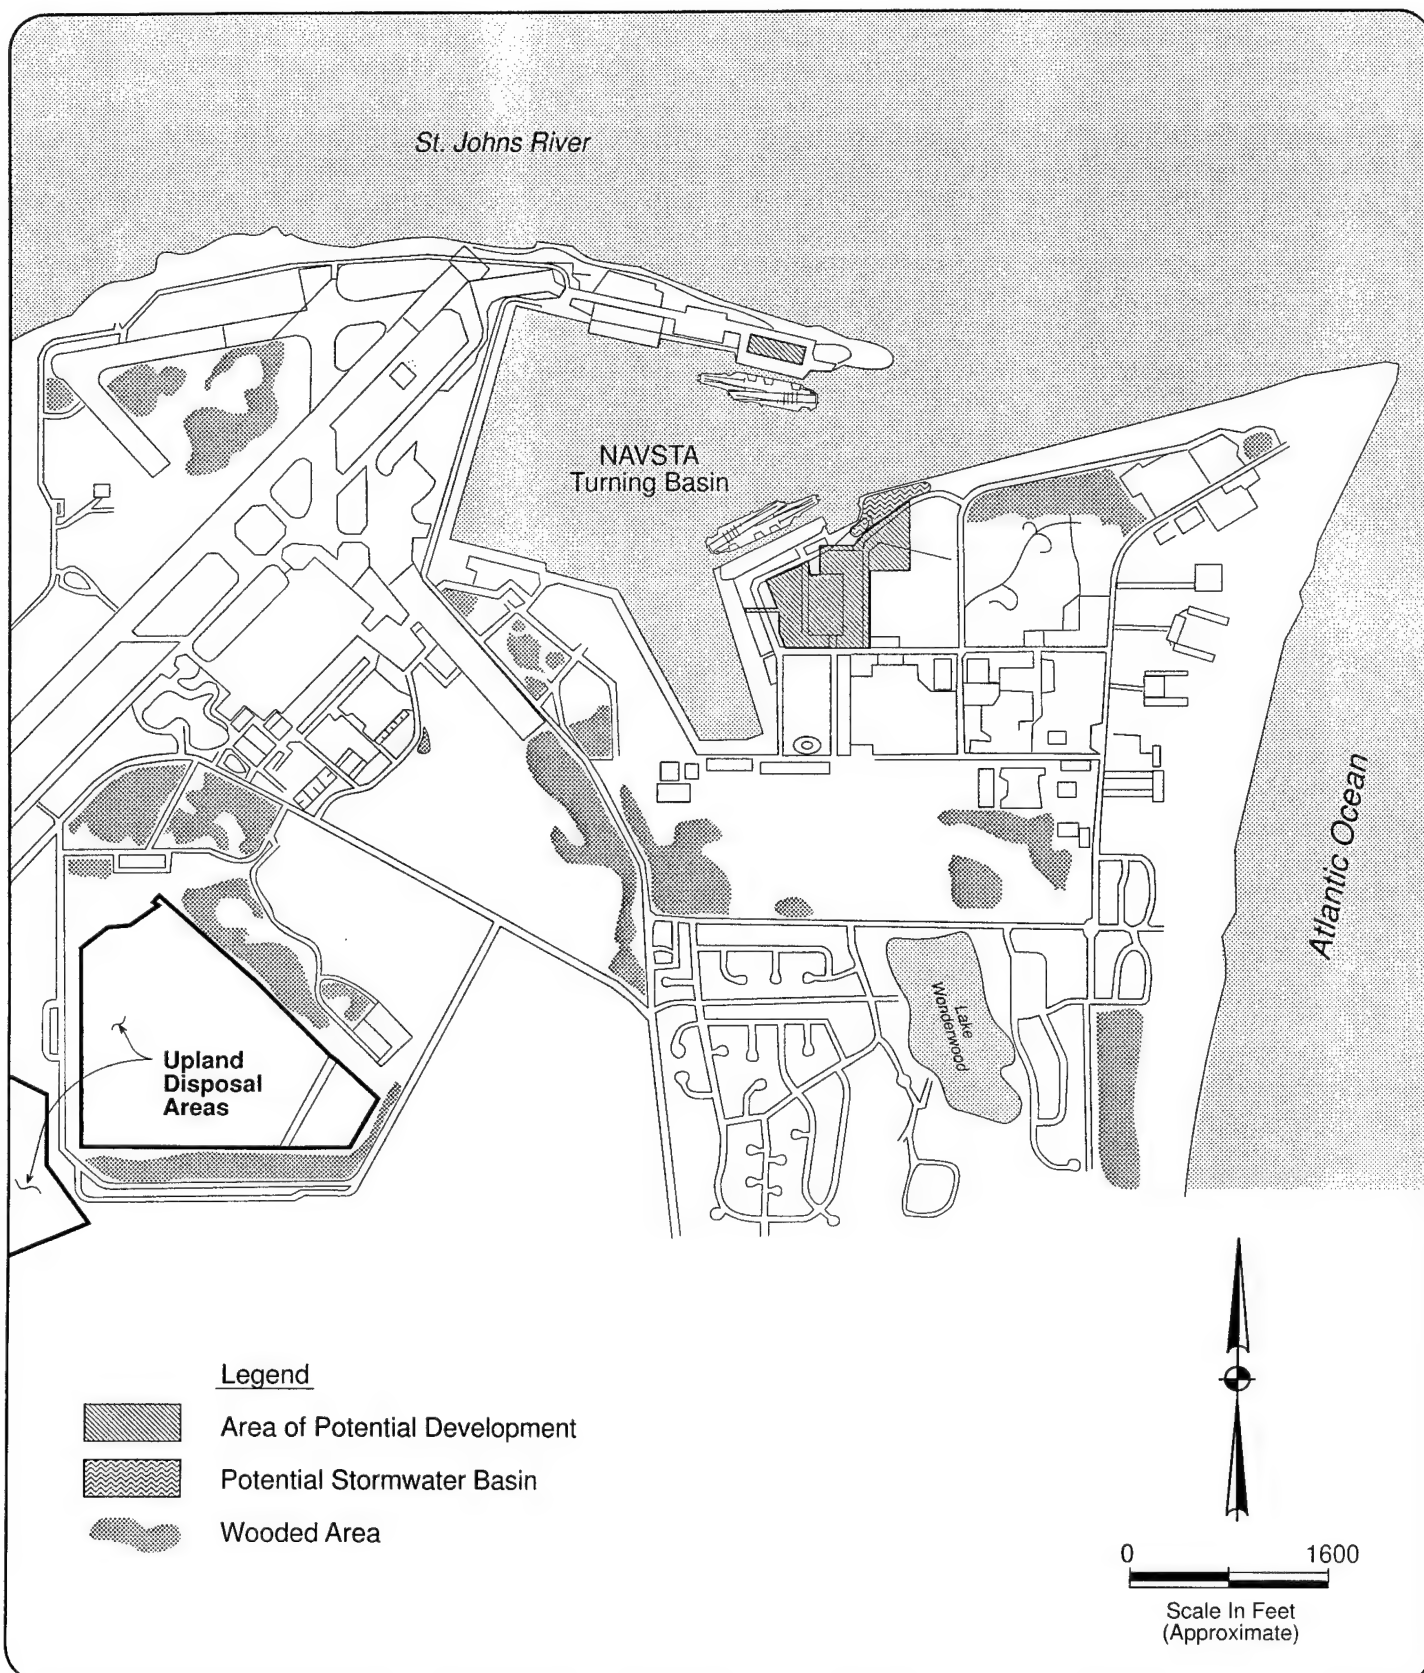 St. Johns River
NAVSTA
Turning Basin
Atlantic Ocean
Lake
Wonderwood
Upland
Disposal
Areas
Legend
Area of Potential Development
Potential Stormwater Basin
Wooded Area
0 1600
Scale In Feet
(Approximate)